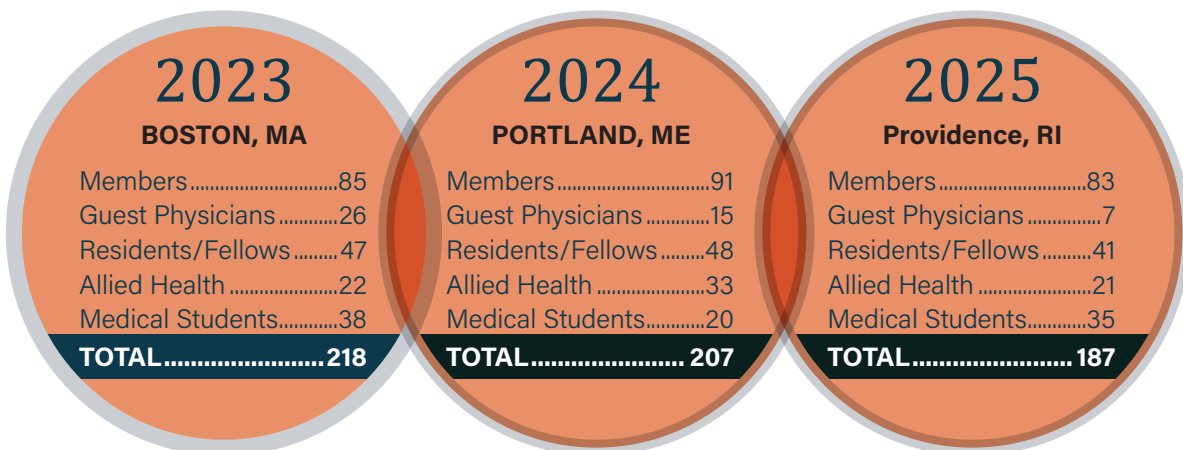 2023
BOSTON, MA
Members............................85
Guest Physicians...........26
Residents/Fellows.........47
Allied Health.....................22
Medical Students...........38
TOTAL........................218
2024
PORTLAND, ME
Members.............................91
Guest Physicians............15
Residents/Fellows..........48
Allied Health.....................33
Medical Students............20
TOTAL....................... 207
2025
Providence, RI
Members............................83
Guest Physicians..............7
Residents/Fellows..........41
Allied Health.....................21
Medical Students............35
TOTAL....................... 187